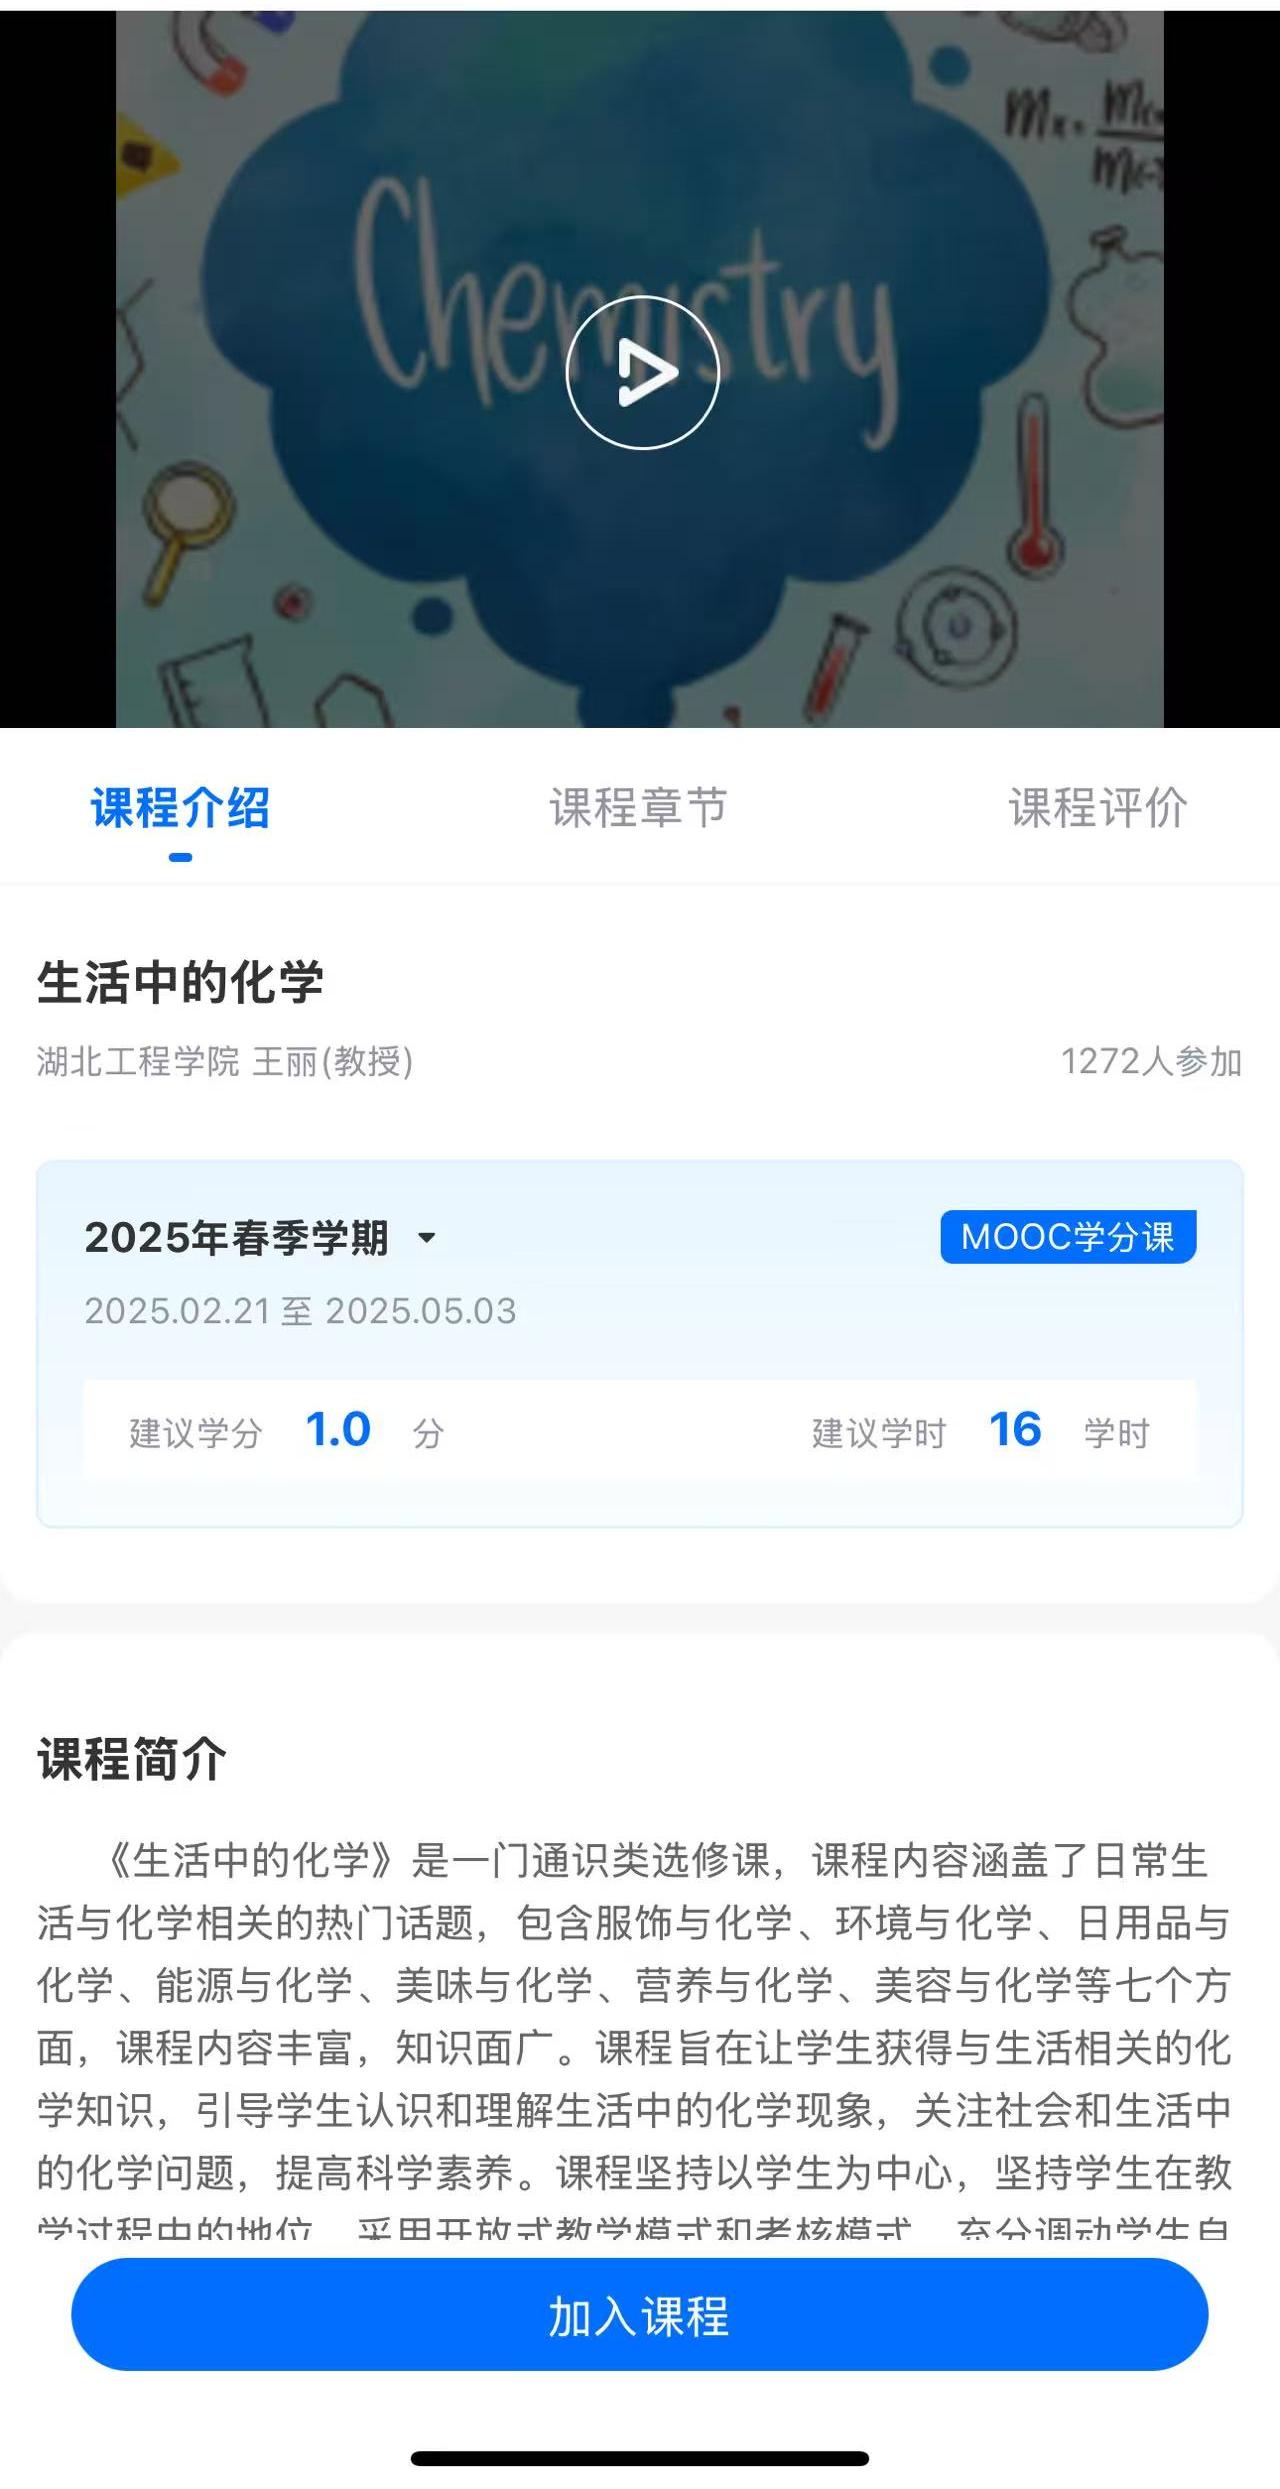 Chemistry
课程介绍 课程章节 课程评价
生活中的化学
湖北工程学院 王丽(教授) 1272人参加
2025年春季学期 MOOC学分课
2025.02.21 至 2025.05.03
建议学分 1.0 分 建议学时 16 学时
课程简介
《生活中的化学》是一门通识类选修课，课程内容涵盖了日常生
活与化学相关的热门话题，包含服饰与化学、环境与化学、日用品与
化学、能源与化学、美味与化学、营养与化学、美容与化学等七个方
面，课程内容丰富，知识面广。课程旨在让学生获得与生活相关的化
学知识，引导学生认识和理解生活中的化学现象，关注社会和生活中
的化学问题，提高科学素养。课程坚持以学生为中心，坚持学生在教
学过程中的地位，采用开放式教学模式和考核模式，充分调动学生自
加入课程